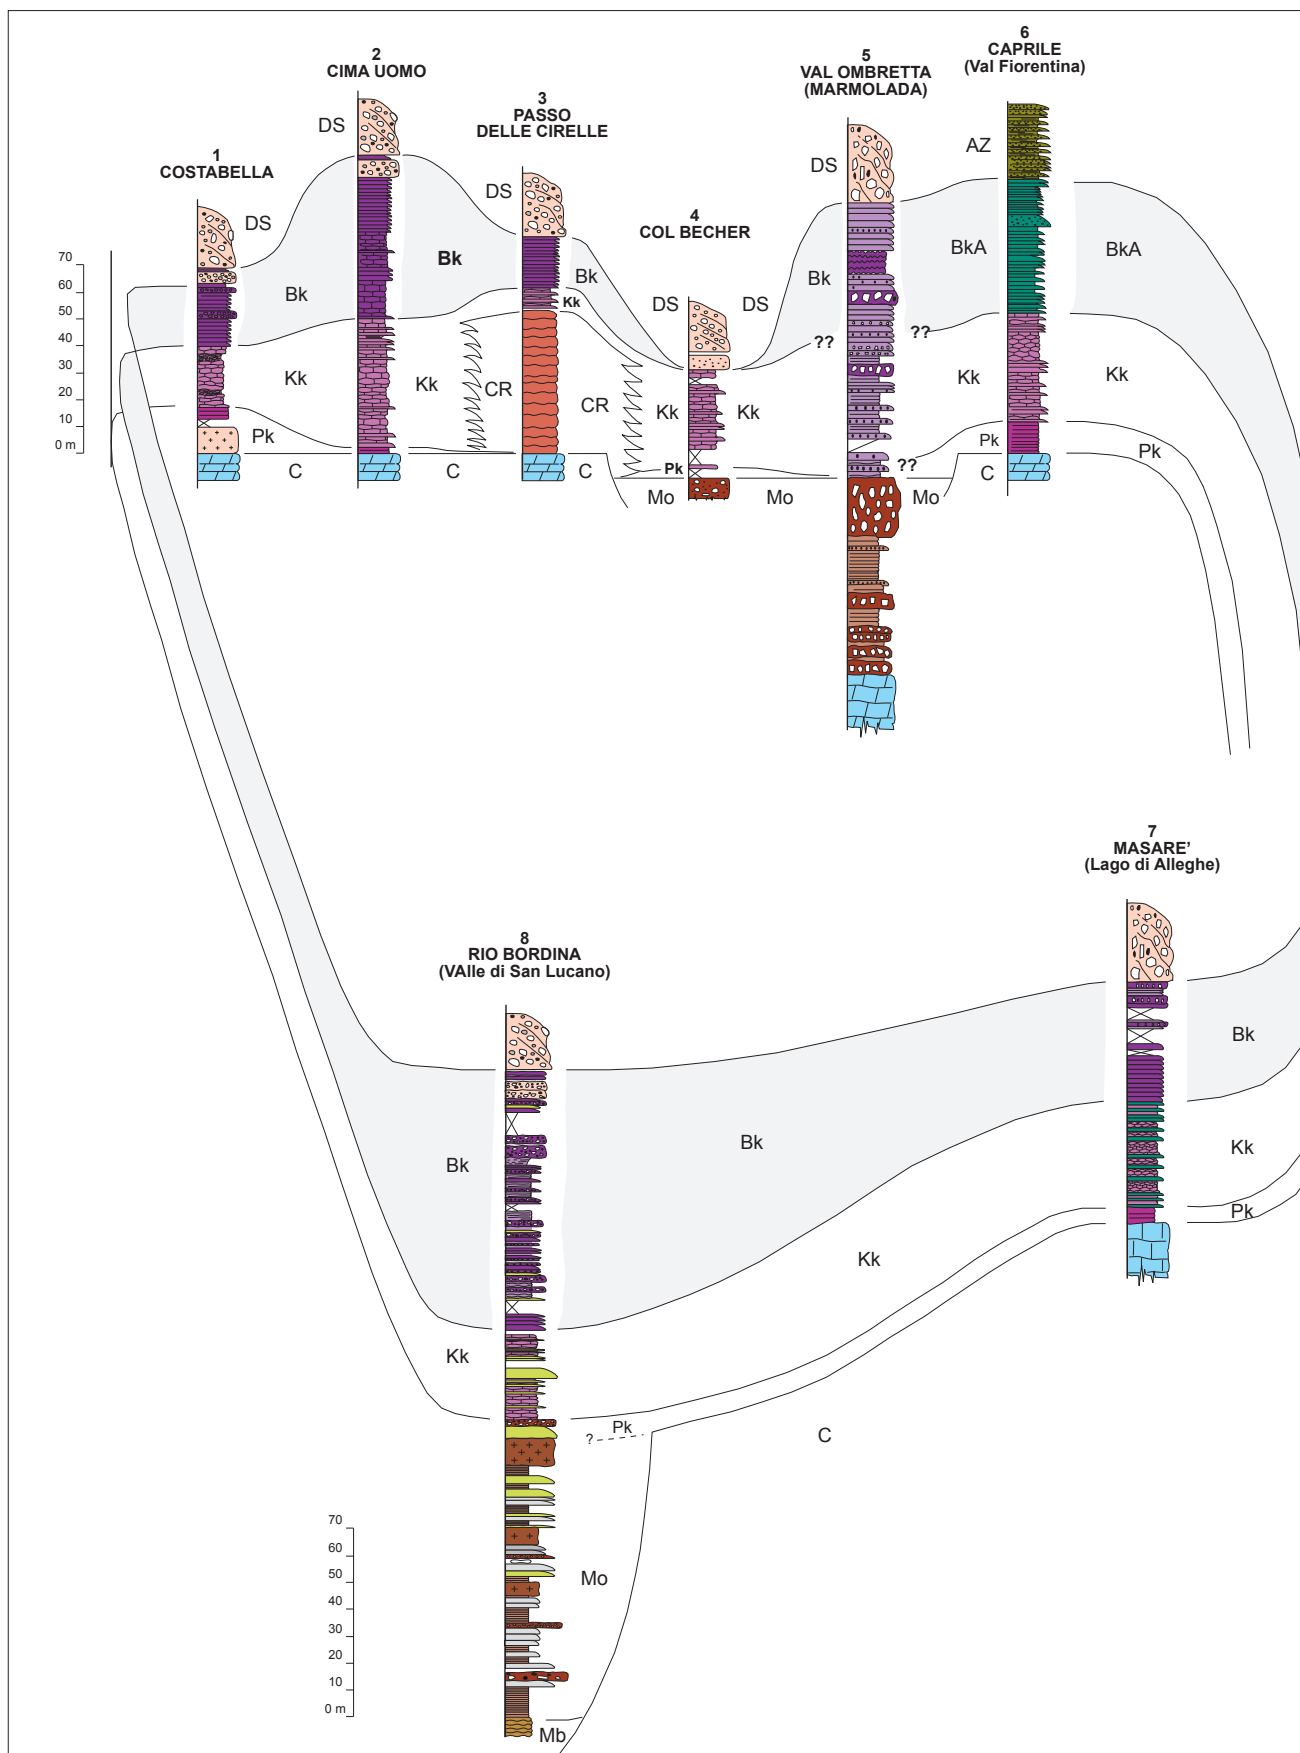 1
COSTABELLA
2
CIMA UOMO
3
PASSO
DELLE CIRELLE
4
COL BECHER
5
VAL OMBRETTA
(MARMOLADA)
6
CAPRILE
(Val Fiorentina)
DS
DS
DS
DS
DS
DS
AZ
70
60
50
40
30
20
10
0 m
Bk
Bk
Bk
Bk
BkA
BkA
Kk
??
??
Kk
Kk
CR
CR
Kk
Kk
Kk
Kk
Pk
Pk
??
Pk
Pk
C
C
C
Mo
Mo
Mo
C
7
MASARE’
(Lago di Alleghe)
8
RIO BORDINA
(VAlle di San Lucano)
Bk
Bk
Bk
Kk
Kk
Kk
Pk
Pk
?
C
70
60
50
40
30
20
10
0 m
Mo
Mb